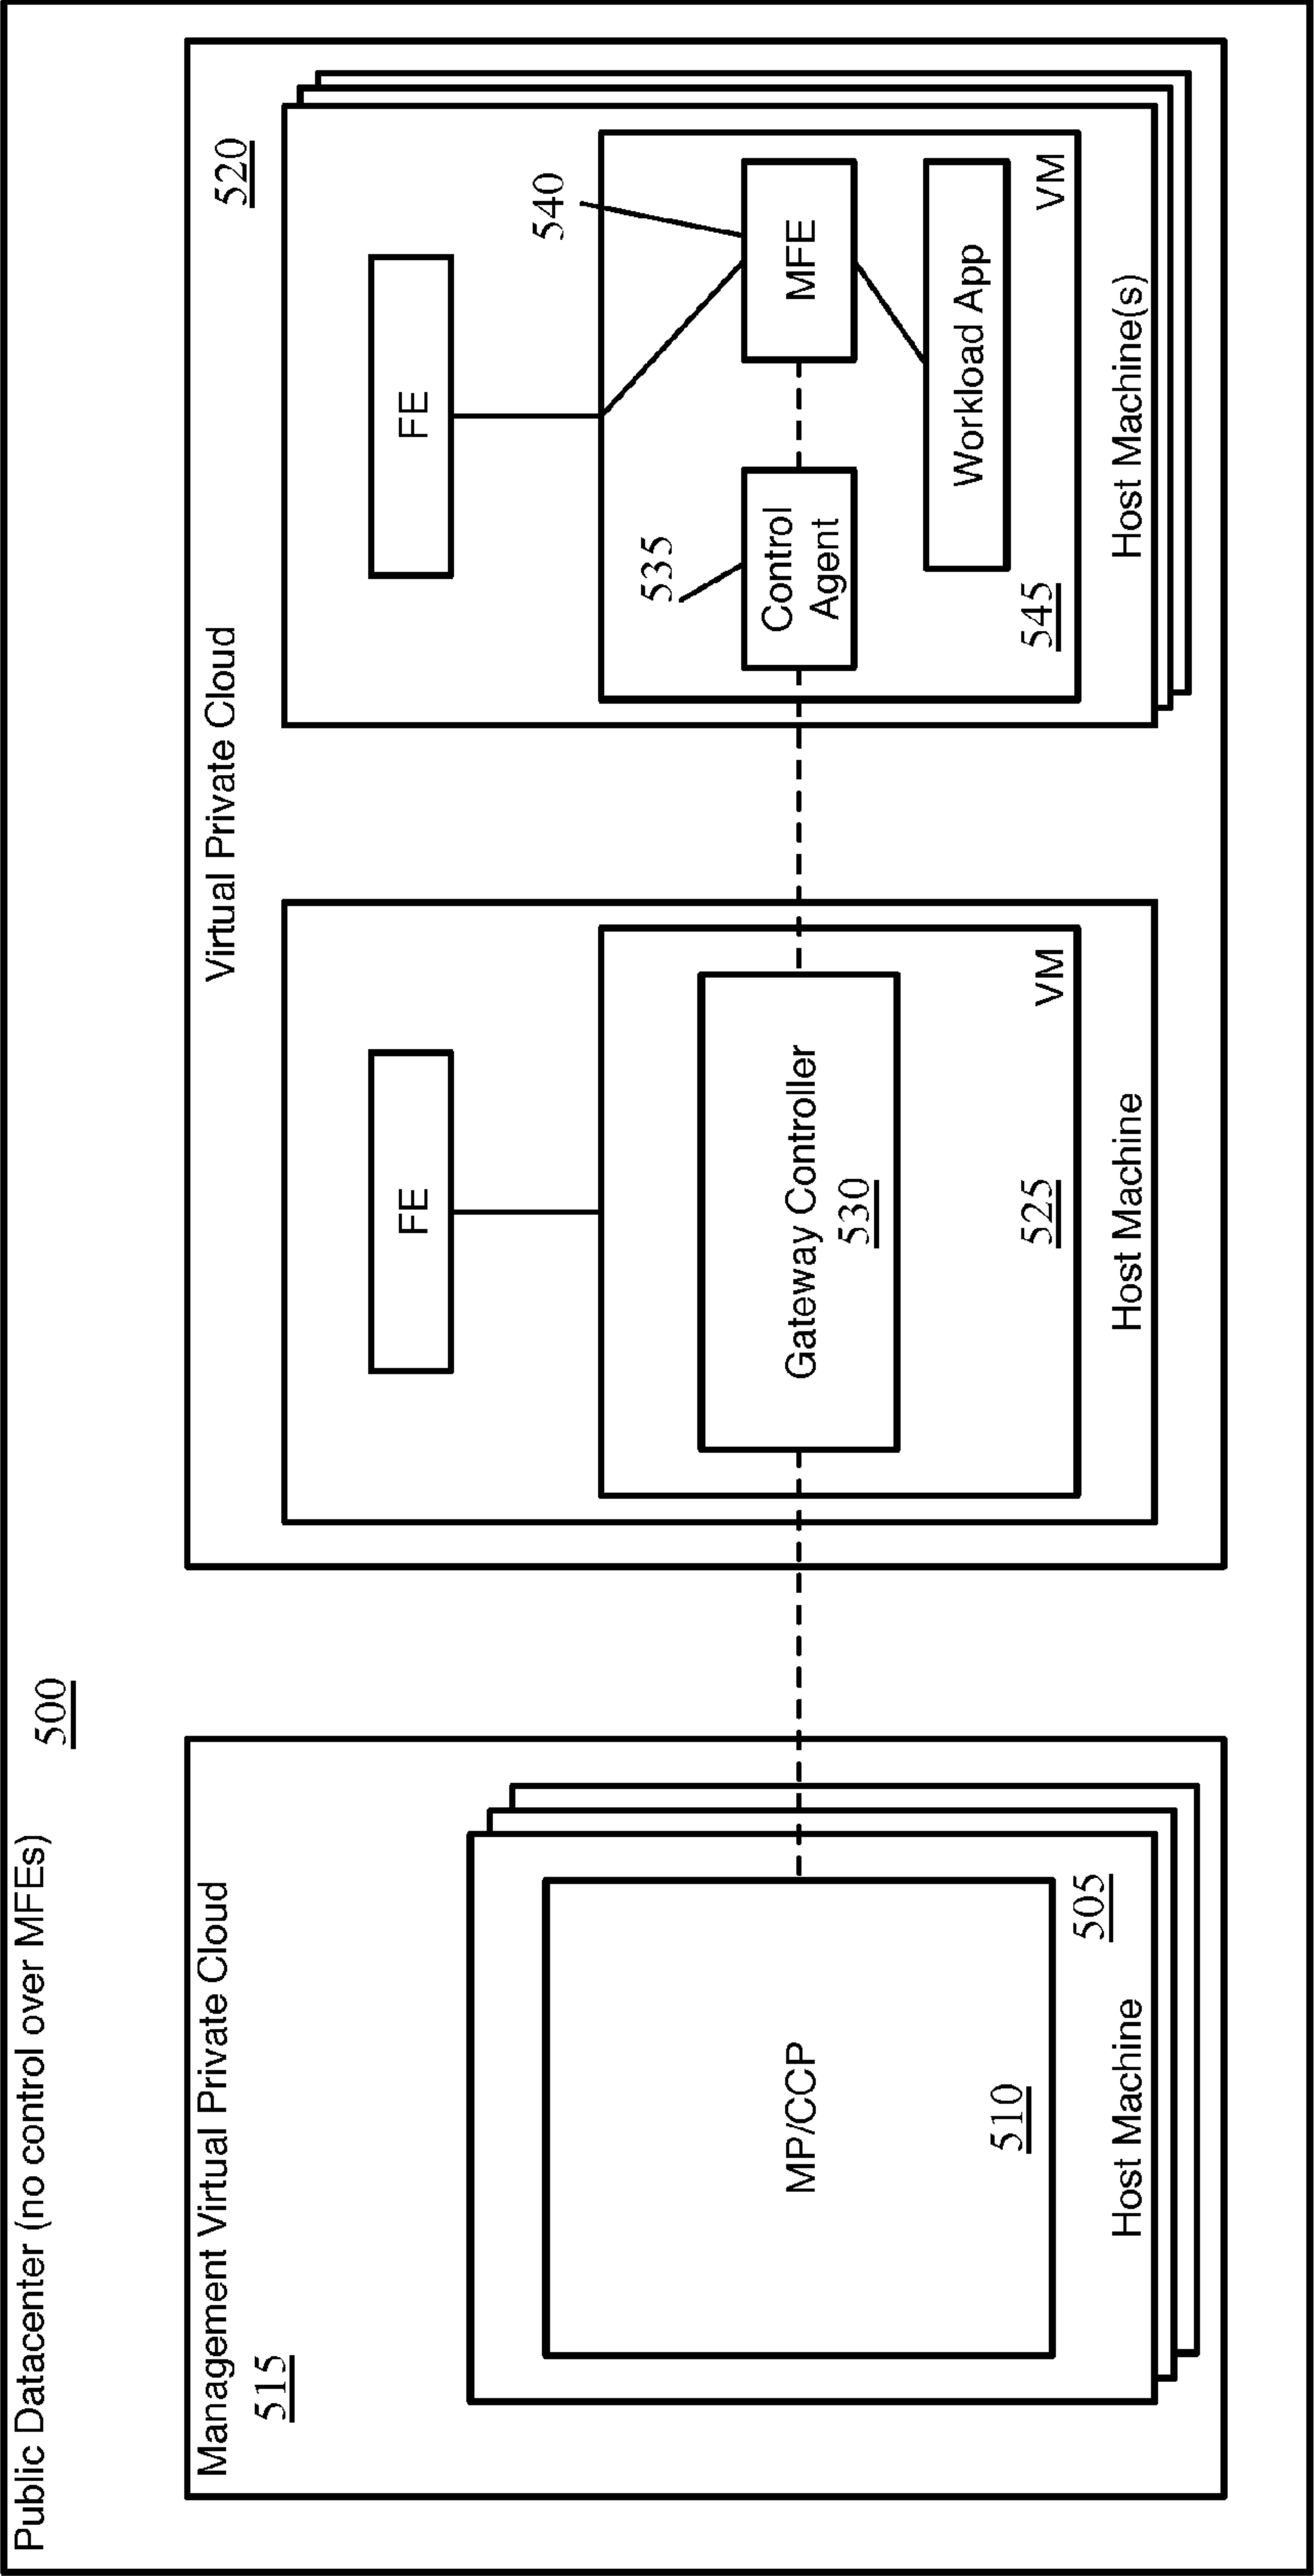 Public Datacenter (no control over MFEs)
500
Management Virtual Private Cloud
515
MP/CCP
510
505
Host Machine
Virtual Private Cloud
520
FE
Gateway Controller
530
525
VM
Host Machine
FE
540
535
Control
Agent
MFE
Workload App
545
VM
Host Machine(s)